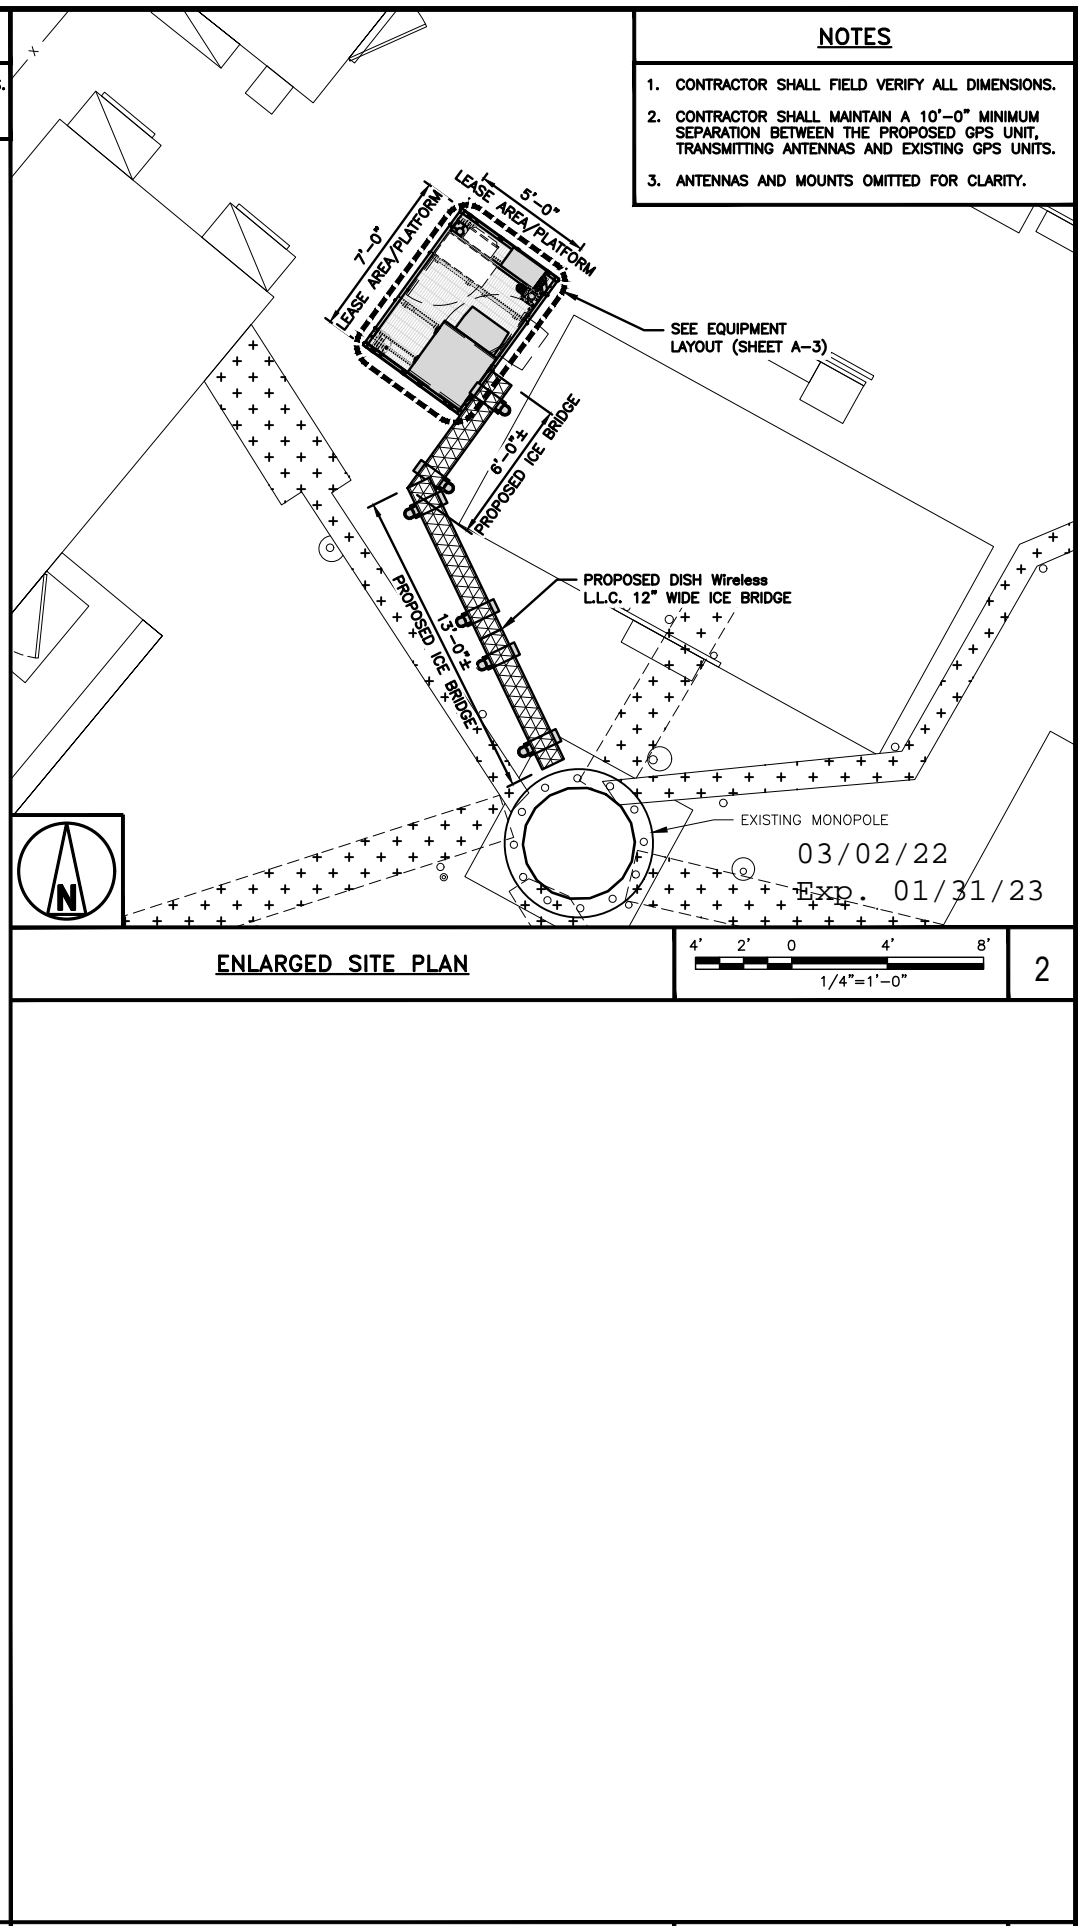 NOTES
1. CONTRACTOR SHALL FIELD VERIFY ALL DIMENSIONS.
2. CONTRACTOR SHALL MAINTAIN A 10'-0" MINIMUM
SEPARATION BETWEEN THE PROPOSED GPS UNIT,
TRANSMITTING ANTENNAS AND EXISTING GPS UNITS.
3. ANTENNAS AND MOUNTS OMITTED FOR CLARITY.
X
S.
5'-0"
LEASE AREA/PLATFORM
7'-0"
LEASE AREA/PLATFORM
SEE EQUIPMENT
LAYOUT (SHEET A-3)
6'-0"±
PROPOSED ICE BRIDGE
PROPOSED DISH Wireless
L.L.C. 12" WIDE ICE BRIDGE
13'-0"±
PROPOSED ICE BRIDGE
EXISTING MONOPOLE
03/02/22
Exp. 01/31/23
N
ENLARGED SITE PLAN
4' 2' 0 4' 8'
1/4"=1'-0"
2